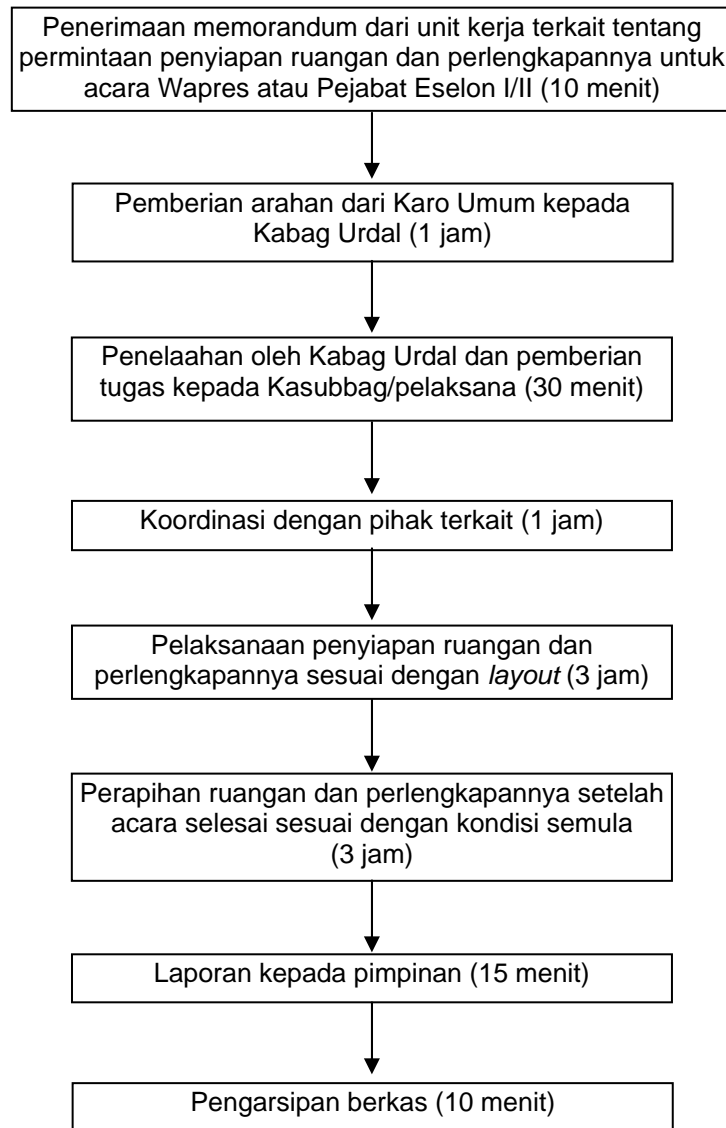 Penerimaan memorandum dari unit kerja terkait tentang
permintaan penyiapan ruangan dan perlengkapannya untuk
acara Wapres atau Pejabat Eselon I/II (10 menit)
Pemberian arahan dari Karo Umum kepada
Kabag Urdal (1 jam)
Penelaahan oleh Kabag Urdal dan pemberian
tugas kepada Kasubbag/pelaksana (30 menit)
Koordinasi dengan pihak terkait (1 jam)
Pelaksanaan penyiapan ruangan dan
perlengkapannya sesuai dengan layout (3 jam)
Perapihan ruangan dan perlengkapannya setelah
acara selesai sesuai dengan kondisi semula
(3 jam)
Laporan kepada pimpinan (15 menit)
Pengarsipan berkas (10 menit)